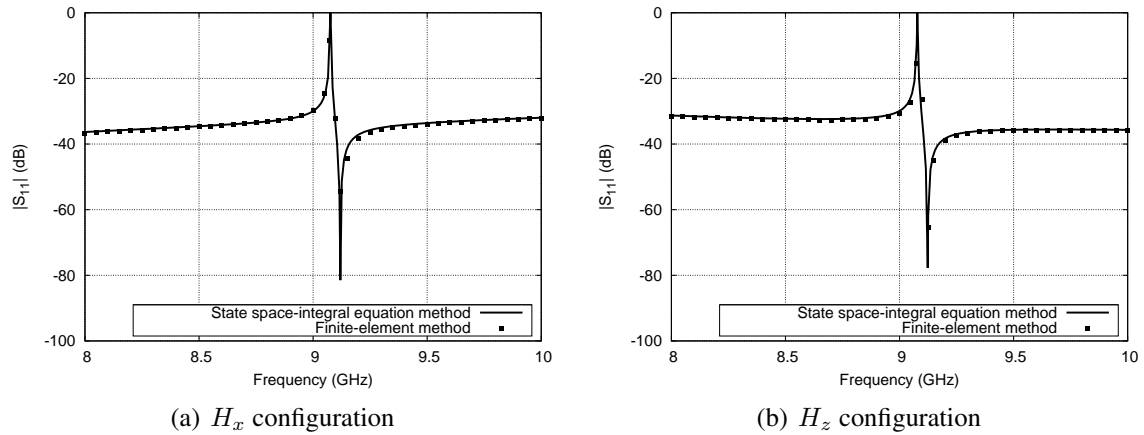 0
-20
-40
-60
-80
-100
|S11| (dB)
State space-integral equation method
Finite-element method
8
8.5
9
9.5
10
Frequency (GHz)
(a) Hx configuration
0
-20
-40
-60
-80
-100
|S11| (dB)
State space-integral equation method
Finite-element method
8
8.5
9
9.5
10
Frequency (GHz)
(b) Hz configuration